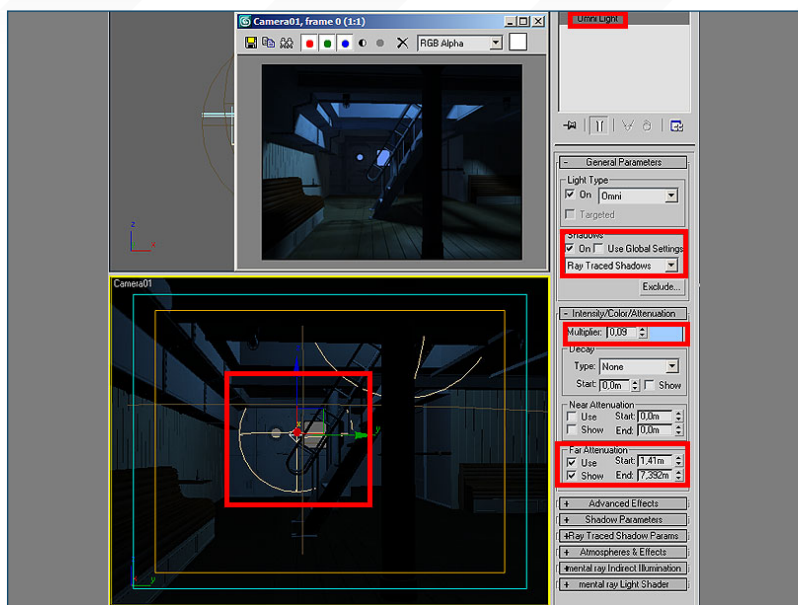 Camera01, frame 0 (1:1)
RGB Alpha
Omni Light
- General Parameters
Light Type
On Omni
Targeted
Shadows
On Use Global Settings
Ray Traced Shadows
Exclude...
- Intensity/Color/Attenuation
Multiplier: 0,09
Decay
Type: None
Start: 0,0m Show
Near Attenuation
Use Start: 0,0m
Show End: 0,0m
Far Attenuation
Use Start: 1,41m
Show End: 7,392m
+ Advanced Effects
+ Shadow Parameters
+Ray Traced Shadow Params
+ Atmospheres & Effects
+mental ray Indirect Illumination
+ mental ray Light Shader
z
x
Camera01
x
y
x y